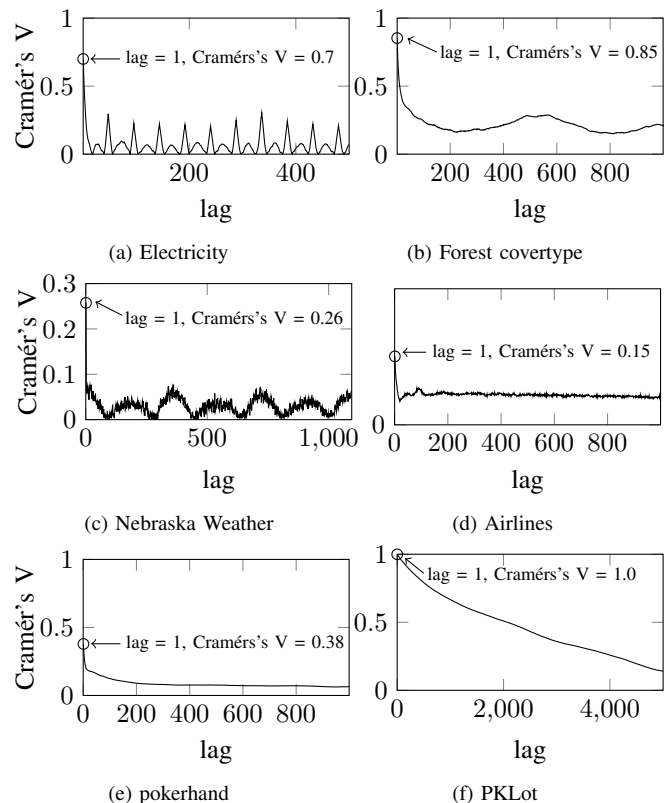 Cramér's V
1
0.5
0
lag = 1, Cramérs's V = 0.7
200
400
lag
(a) Electricity
1
0.5
0
lag = 1, Cramérs's V = 0.85
200
400
600
800
lag
(b) Forest covertype
Cramér's V
0.3
0.2
0.1
0
lag = 1, Cramérs's V = 0.26
0
500
1,000
lag
(c) Nebraska Weather
0
lag = 1, Cramérs's V = 0.15
0
200
400
600
800
lag
(d) Airlines
Cramér's V
1
0.5
0
lag = 1, Cramérs's V = 0.38
0
200
400
600
800
lag
(e) pokerhand
1
0.5
0
lag = 1, Cramérs's V = 1.0
0
2,000
4,000
lag
(f) PKLot